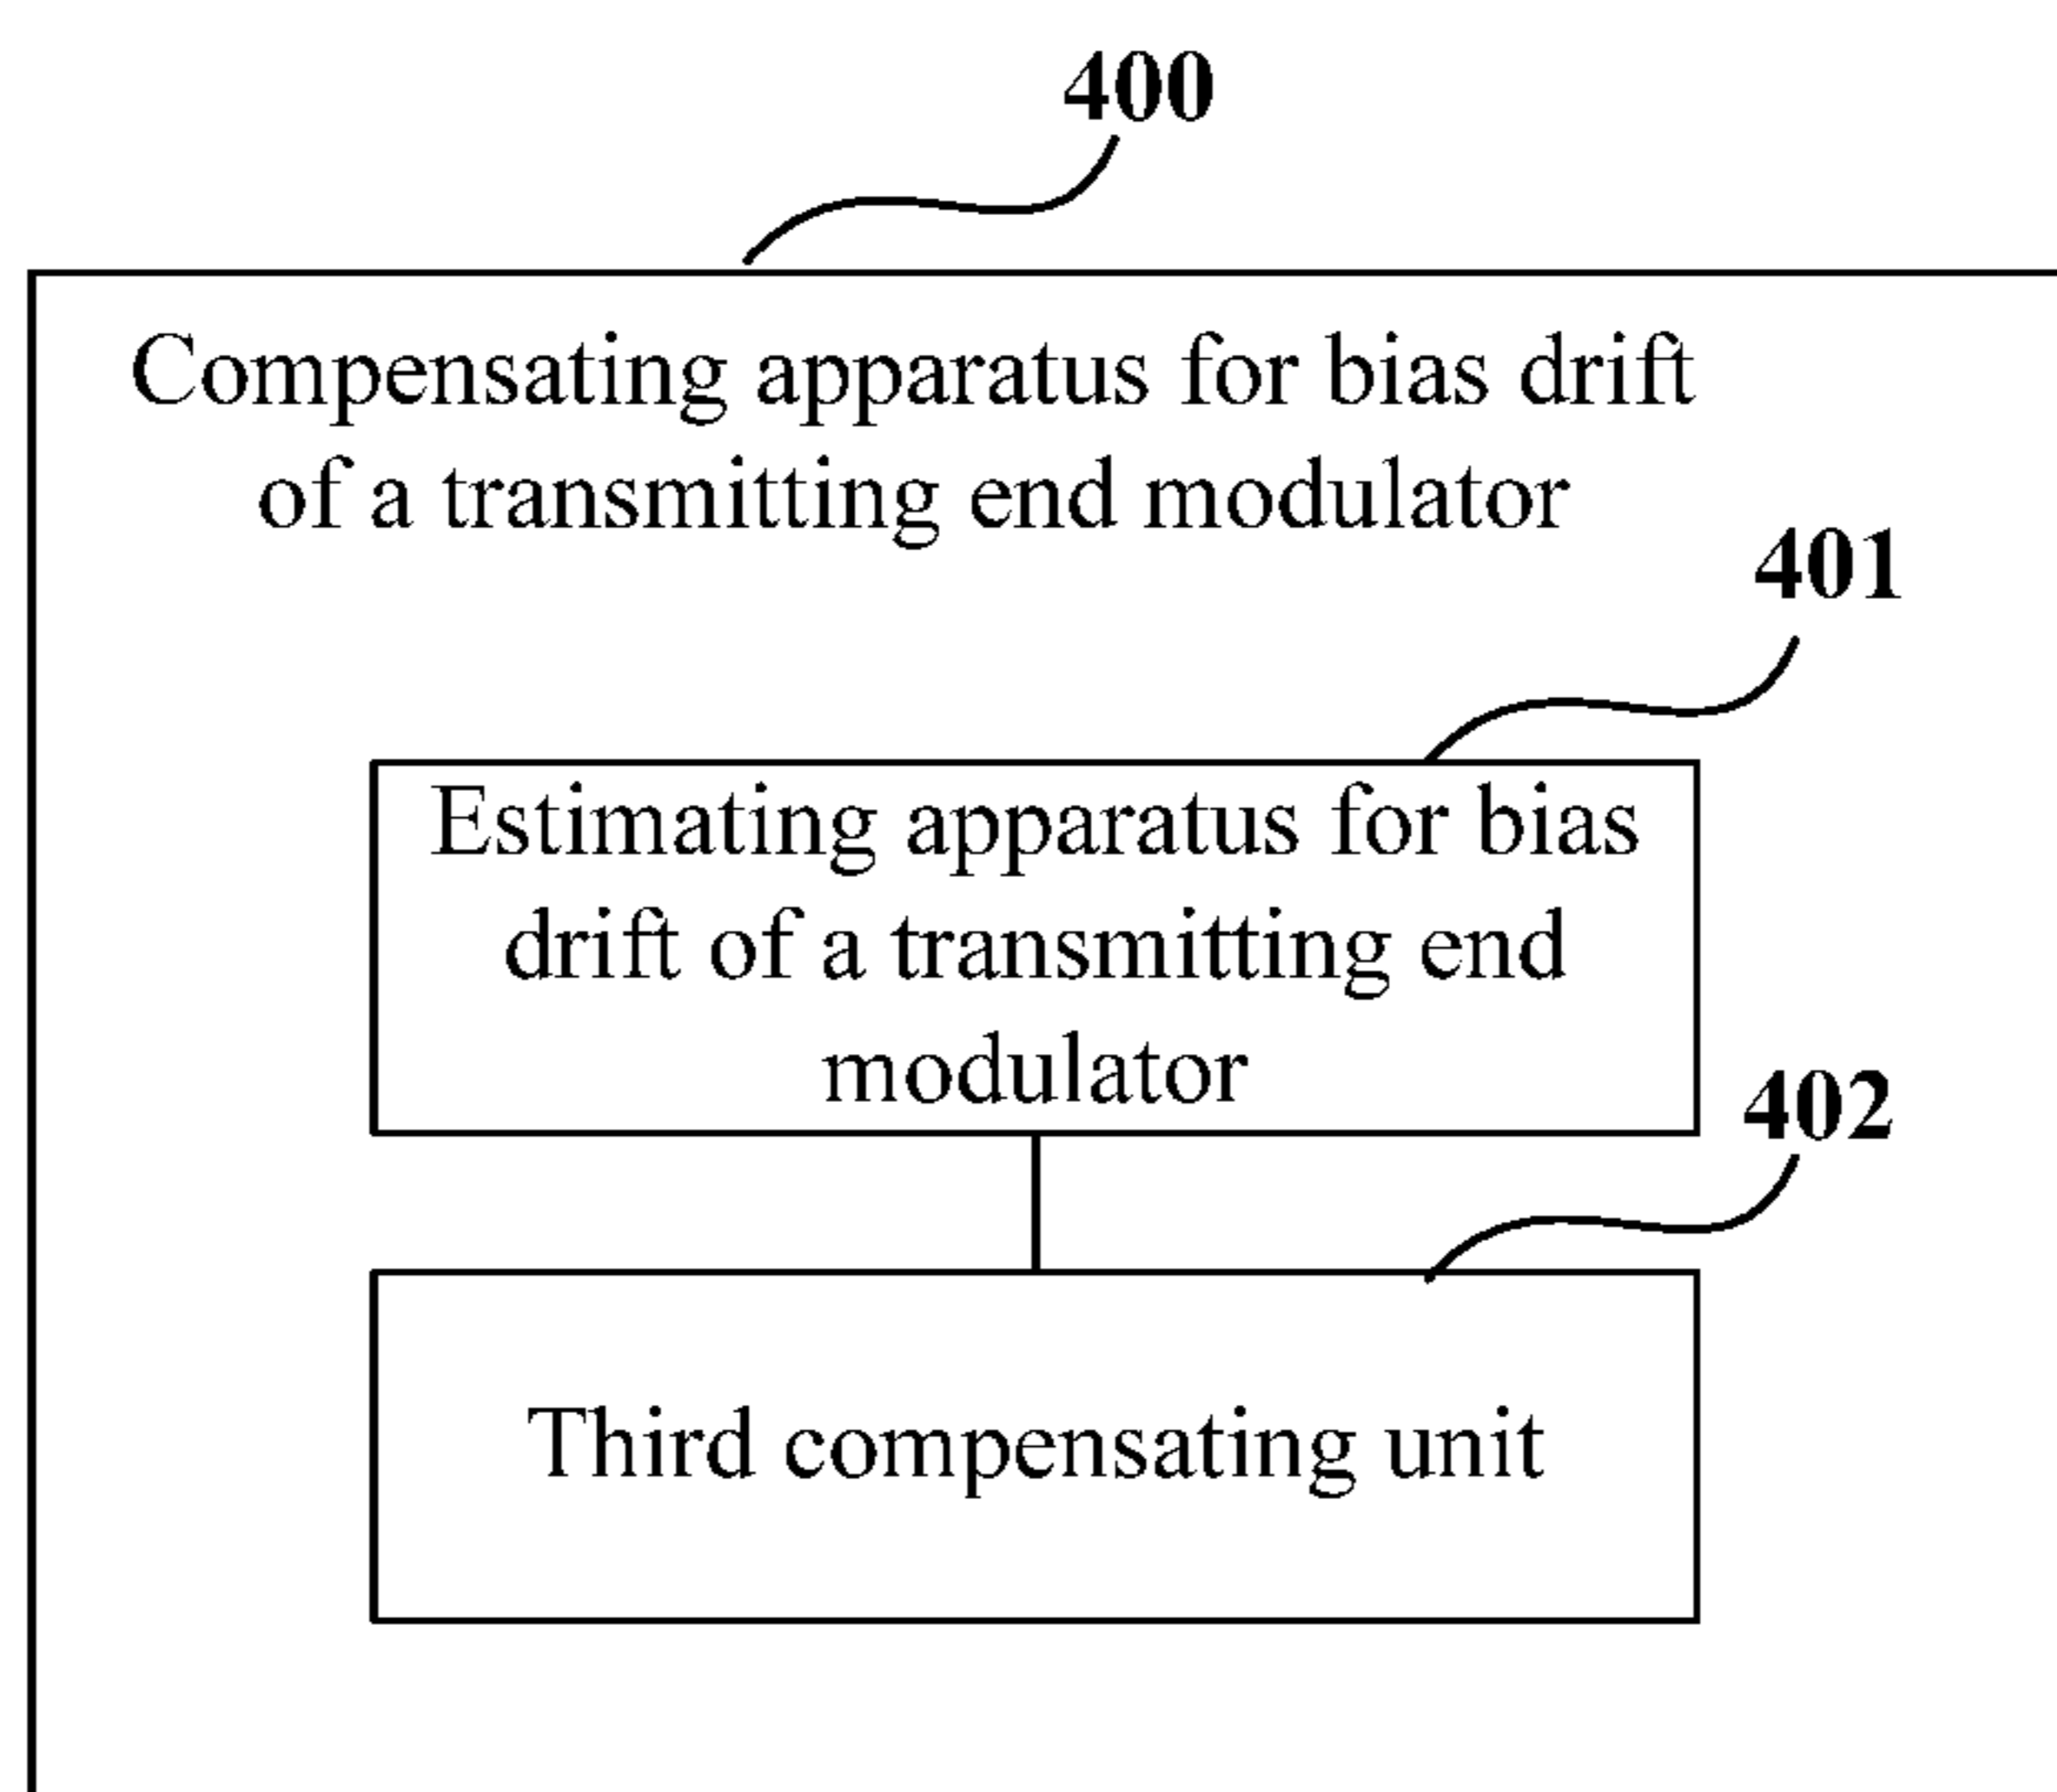 400
Compensating apparatus for bias drift
of a transmitting end modulator
401
Estimating apparatus for bias
drift of a transmitting end
modulator
402
Third compensating unit